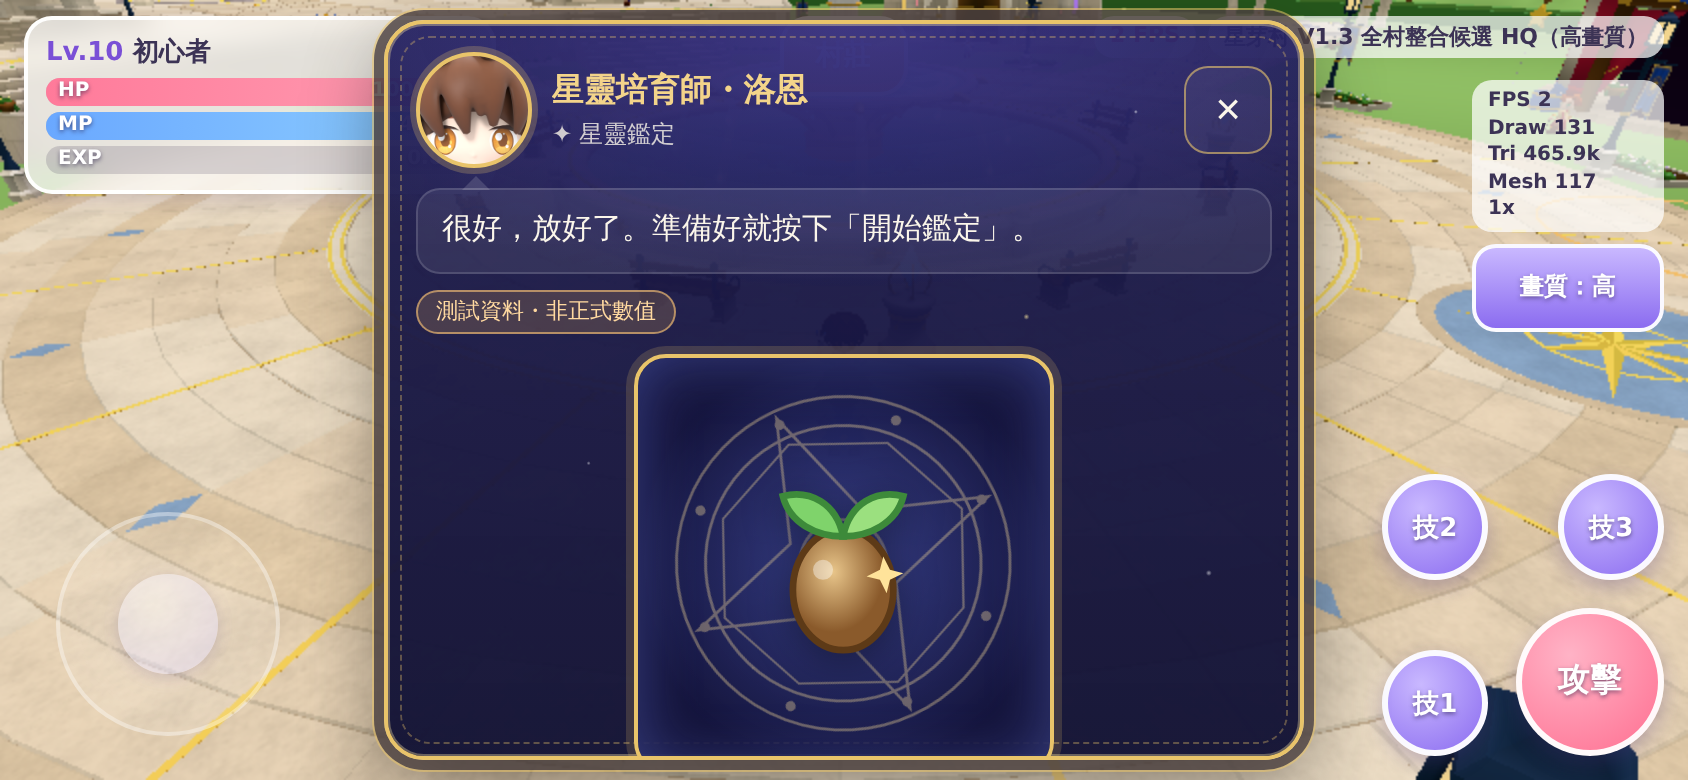 Lv.10 初心者
HP
MP
EXP
星靈培育師・洛恩
✦ 星靈鑑定
×
很好，放好了。準備好就按下「開始鑑定」。
測試資料・非正式數值
V1.3 全村整合候選 HQ（高畫質）
FPS 2
Draw 131
Tri 465.9k
Mesh 117
1x
畫質：高
技2
技3
技1
攻擊